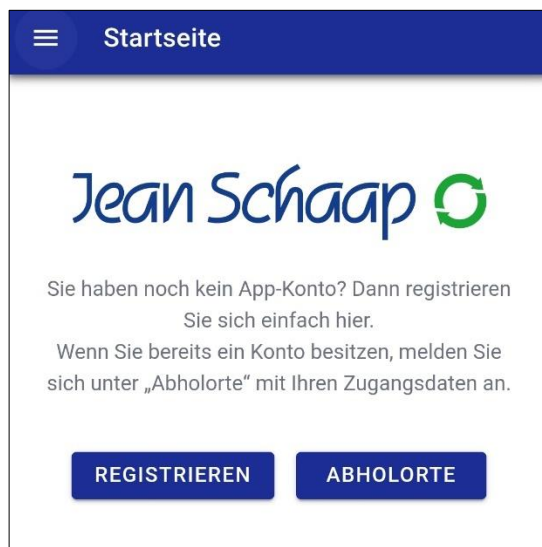 Startseite
Jean Schaap
Sie haben noch kein App-Konto? Dann registrieren
Sie sich einfach hier.
Wenn Sie bereits ein Konto besitzen, melden Sie
sich unter „Abholorte“ mit Ihren Zugangsdaten an.
REGISTRIEREN ABHOLORTE